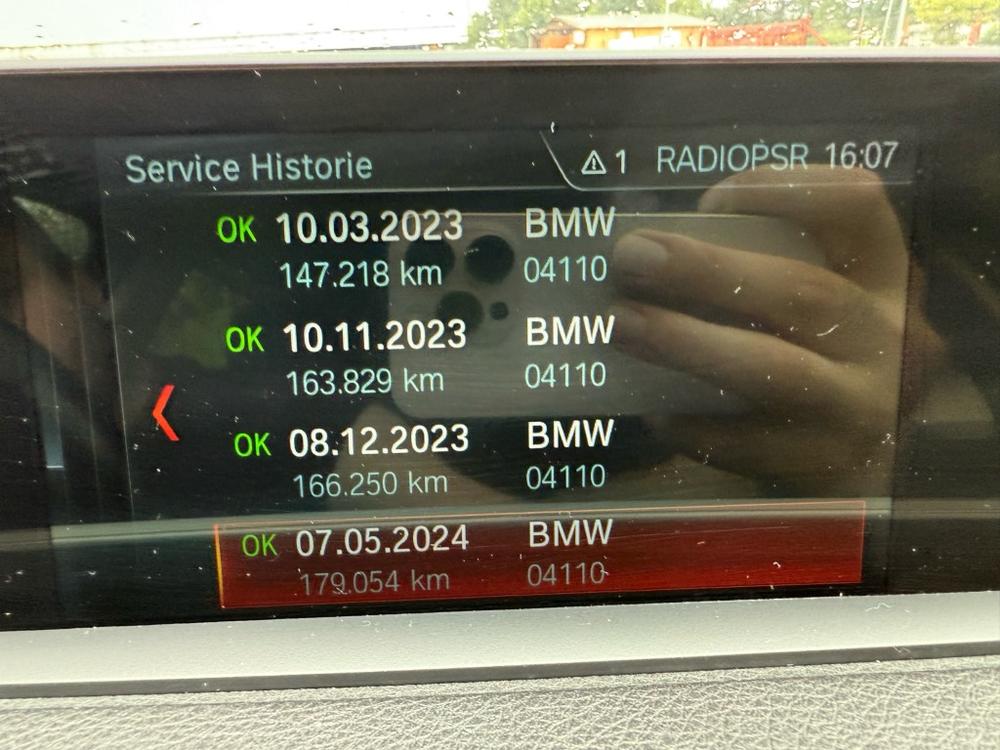 Service Historie ⚠ 1 RADIOPSR 16:07
OK 10.03.2023 BMW
147.218 km 04110
OK 10.11.2023 BMW
163.829 km 04110
OK 08.12.2023 BMW
166.250 km 04110
OK 07.05.2024 BMW
179.054 km 04110